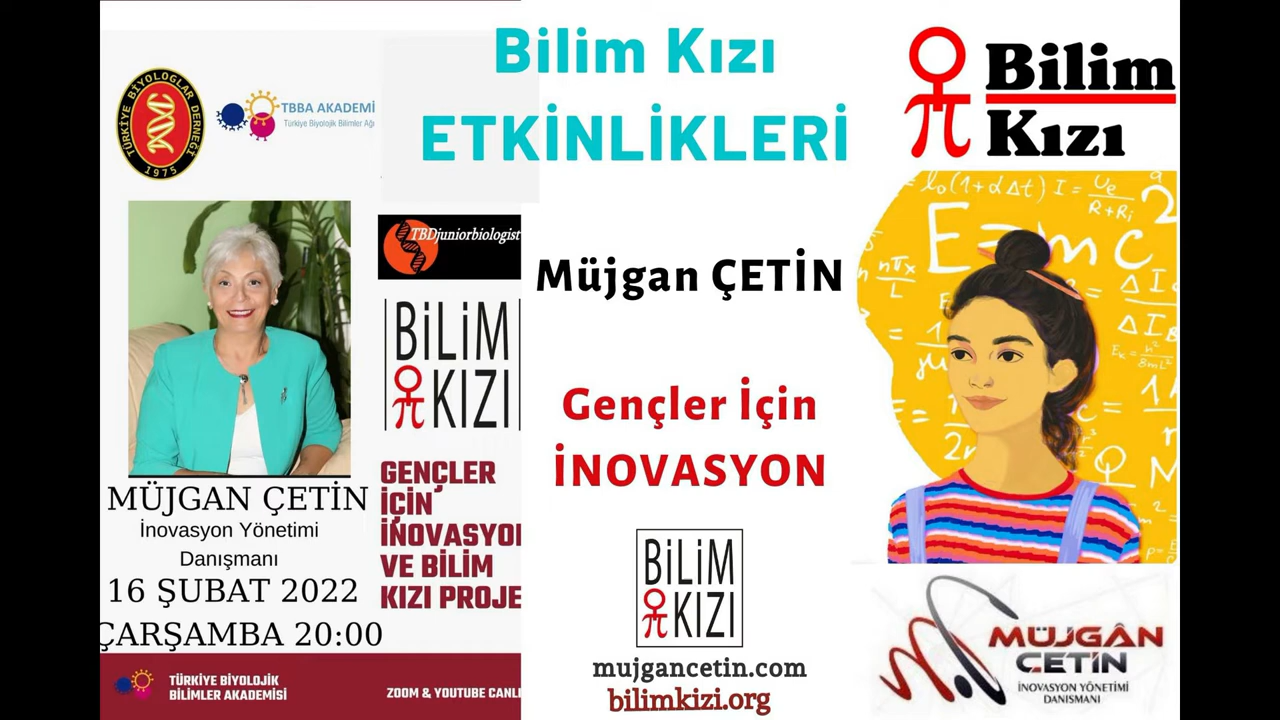 TÜRKİYE BİYOLOGLAR DERNEĞİ
1975
TBBA AKADEMİ
Türkiye Biyolojik Bilimler Ağı
MÜJGAN ÇETİN
İnovasyon Yönetimi
Danışmanı
16 ŞUBAT 2022
ÇARŞAMBA 20:00
TÜRKİYE BİYOLOJİK
BİLİMLER AKADEMİSİ
TBDjuniorbiologist
BİLİM
KIZI
GENÇLER
İÇİN
İNOVASYON
VE BİLİM
KIZI PROJE
ZOOM & YOUTUBE CANLI
Bilim Kızı
ETKİNLİKLERİ
Müjgan ÇETİN
Gençler İçin
İNOVASYON
BİLİM
KIZI
mujgancetin.com
bilimkizi.org
Bilim
Kızı
E=mc
MÜJGÂN
ÇETİN
İNOVASYON YÖNETİMİ
DANIŞMANI